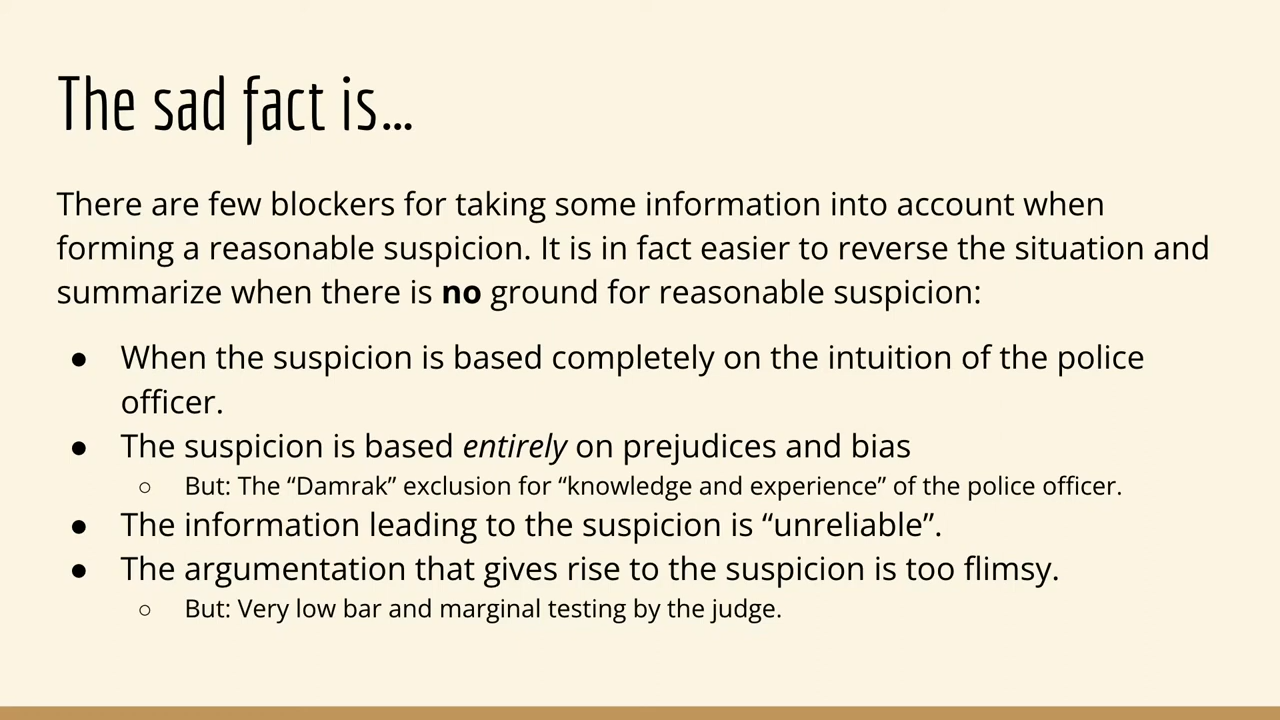 The sad fact is…
There are few blockers for taking some information into account when
forming a reasonable suspicion. It is in fact easier to reverse the situation and
summarize when there is no ground for reasonable suspicion:
● When the suspicion is based completely on the intuition of the police
officer.
● The suspicion is based entirely on prejudices and bias
○ But: The “Damrak” exclusion for “knowledge and experience” of the police officer.
● The information leading to the suspicion is “unreliable”.
● The argumentation that gives rise to the suspicion is too flimsy.
○ But: Very low bar and marginal testing by the judge.